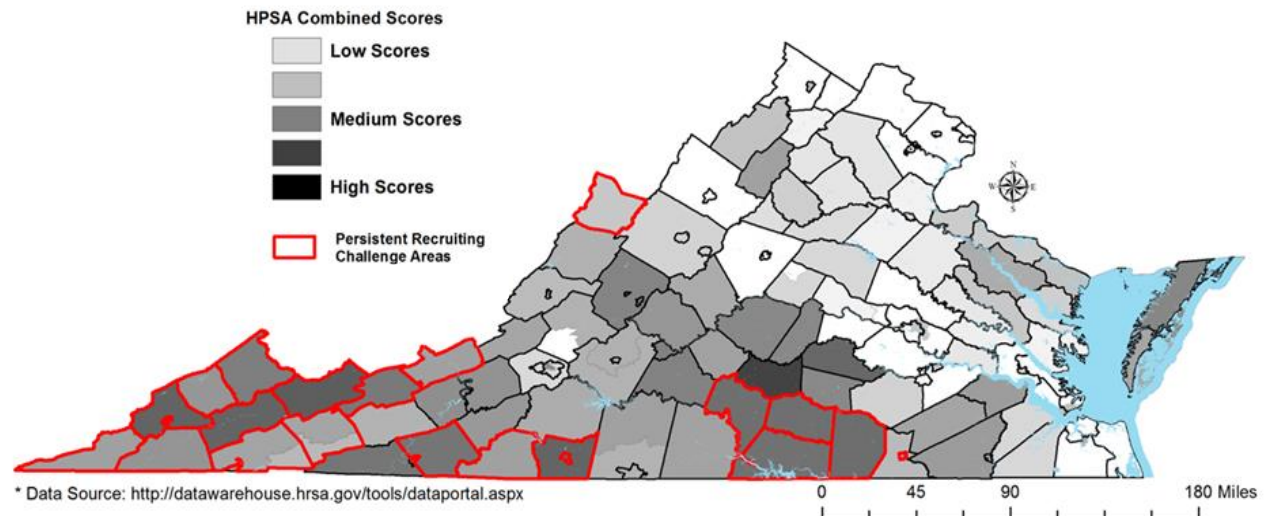 HPSA Combined Scores
Low Scores
Medium Scores
High Scores
Persistent Recruiting
Challenge Areas
N
W E
S
* Data Source: http://datawarehouse.hrsa.gov/tools/dataportal.aspx
0 45 90 180 Miles